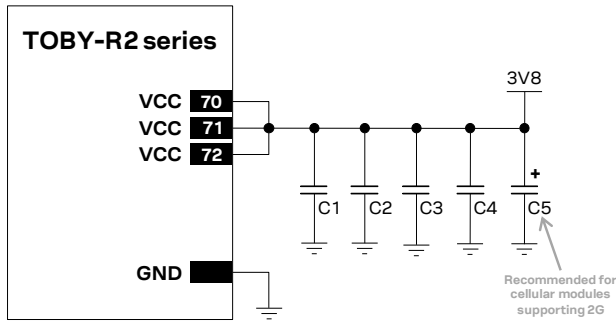 TOBY-R2 series
3V8
VCC 70
VCC 71
VCC 72
+
C1 C2 C3 C4 C5
GND
Recommended for
cellular modules
supporting 2G